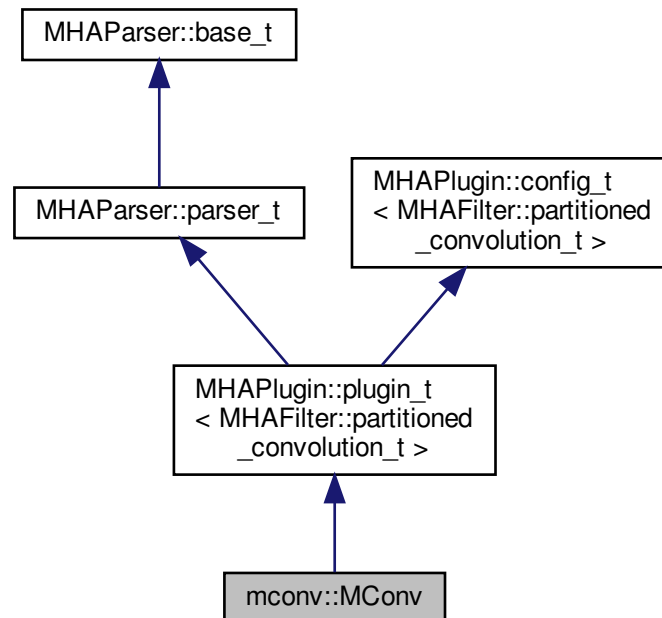 MHAParser::base_t
MHAParser::parser_t
MHAPlugin::config_t
< MHAFilter::partitioned
_convolution_t >
MHAPlugin::plugin_t
< MHAFilter::partitioned
_convolution_t >
mconv::MConv